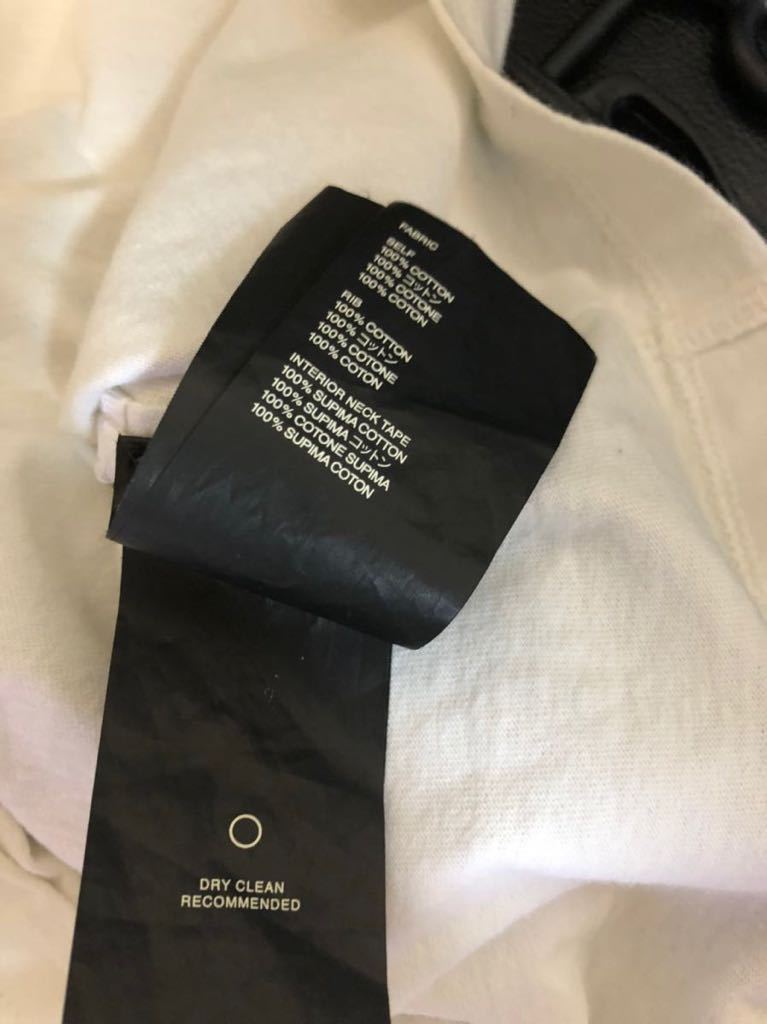 FABRIC
SELF
100% COTTON
100% コットン
100% COTONE
100% COTON
RIB
100% COTTON
100% コットン
100% COTONE
100% COTON
INTERIOR NECK TAPE
100% SUPIMA COTTON
100% SUPIMA コットン
100% COTONE SUPIMA
100% SUPIMA COTON
DRY CLEAN
RECOMMENDED